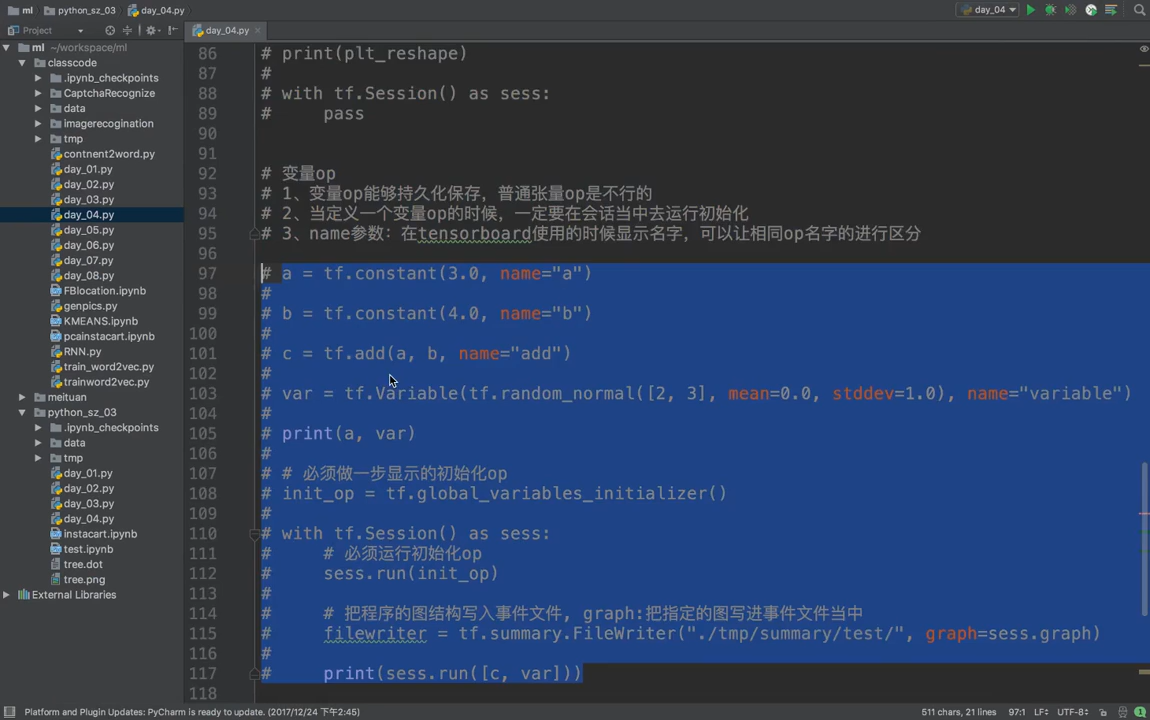 ml
python_sz_03
day_04.py
day_04
Project
day_04.py
ml ~/workspace/ml
classcode
.ipynb_checkpoints
CaptchaRecognize
data
imagerecogination
tmp
contnent2word.py
day_01.py
day_02.py
day_03.py
day_04.py
day_05.py
day_06.py
day_07.py
day_08.py
FBlocation.ipynb
genpics.py
KMEANS.ipynb
pcainstacart.ipynb
RNN.py
train_word2vec.py
trainword2vec.py
meituan
python_sz_03
.ipynb_checkpoints
data
tmp
day_01.py
day_02.py
day_03.py
day_04.py
instacart.ipynb
test.ipynb
tree.dot
tree.png
External Libraries
86 # print(plt_reshape)
87 #
88 # with tf.Session() as sess:
89 #     pass
90
91
92 # 变量op
93 # 1、变量op能够持久化保存，普通张量op是不行的
94 # 2、当定义一个变量op的时候，一定要在会话当中去运行初始化
95 # 3、name参数：在tensorboard使用的时候显示名字，可以让相同op名字的进行区分
96
97 # a = tf.constant(3.0, name="a")
98 #
99 # b = tf.constant(4.0, name="b")
100 #
101 # c = tf.add(a, b, name="add")
102 #
103 # var = tf.Variable(tf.random_normal([2, 3], mean=0.0, stddev=1.0), name="variable")
104 #
105 # print(a, var)
106 #
107 # # 必须做一步显示的初始化op
108 # init_op = tf.global_variables_initializer()
109 #
110 # with tf.Session() as sess:
111 #     # 必须运行初始化op
112 #     sess.run(init_op)
113 #
114 #     # 把程序的图结构写入事件文件, graph:把指定的图写进事件文件当中
115 #     filewriter = tf.summary.FileWriter("./tmp/summary/test/", graph=sess.graph)
116 #
117 #     print(sess.run([c, var]))
118
Platform and Plugin Updates: PyCharm is ready to update. (2017/12/24 下午2:45)
511 chars, 21 lines
97:1
LF
UTF-8
1